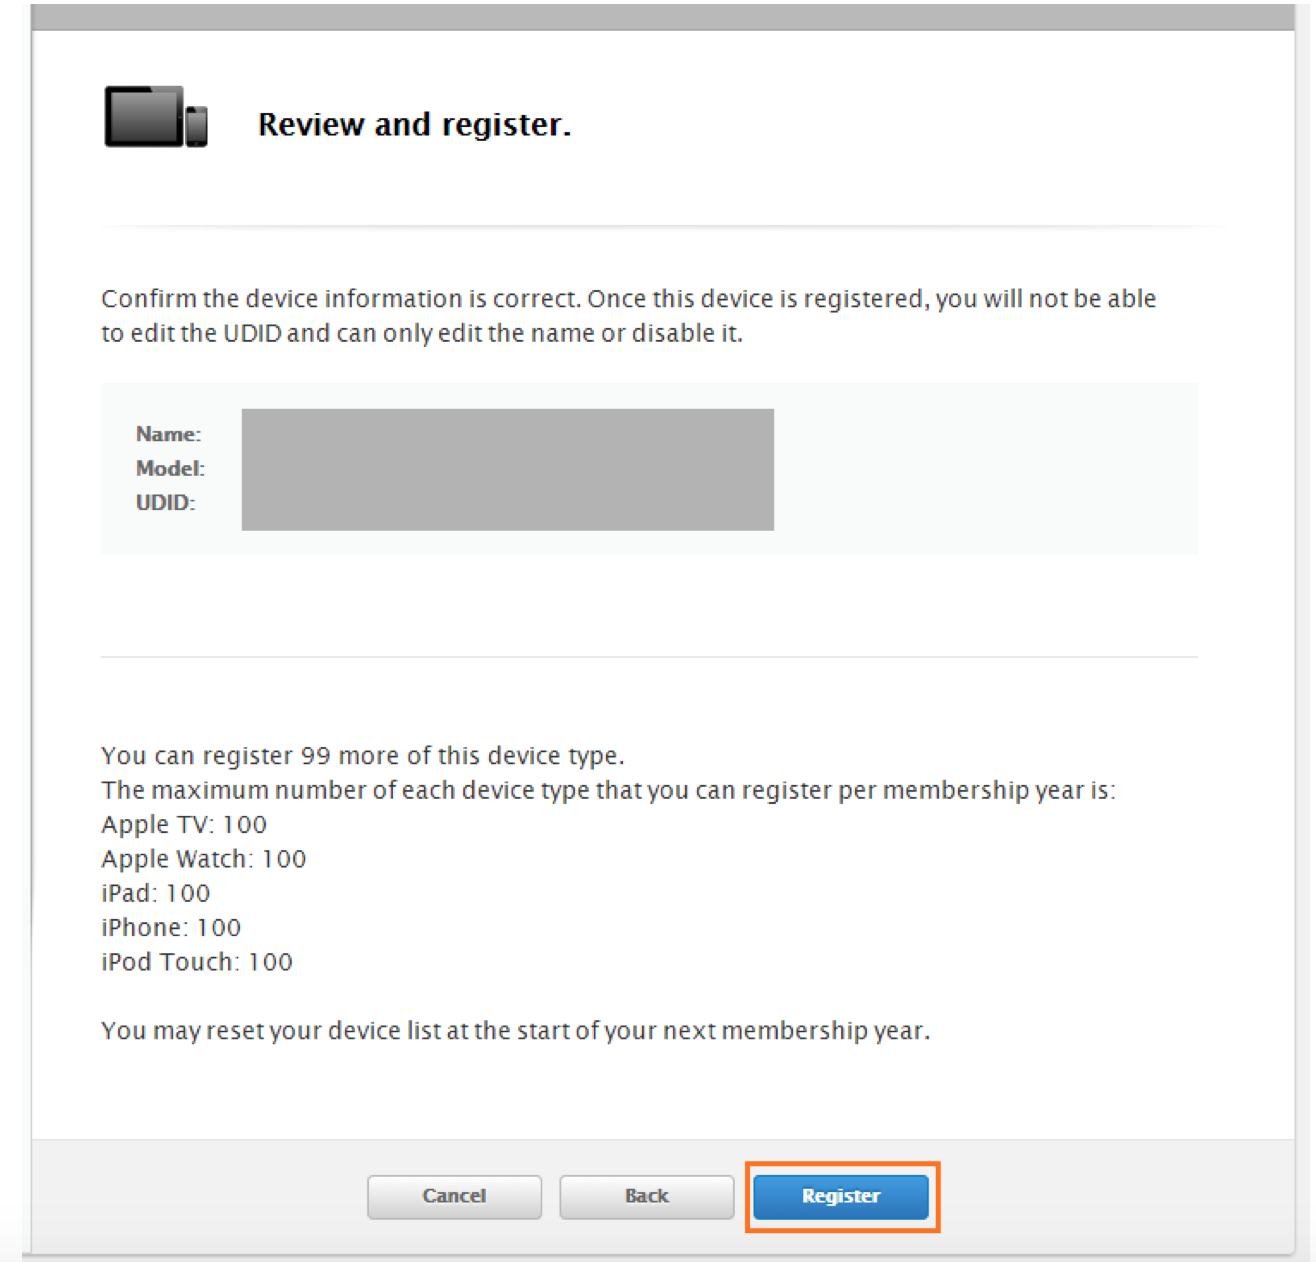 Review and register.
Confirm the device information is correct. Once this device is registered, you will not be able
to edit the UDID and can only edit the name or disable it.
Name:
Model:
UDID:
You can register 99 more of this device type.
The maximum number of each device type that you can register per membership year is:
Apple TV: 100
Apple Watch: 100
iPad: 100
iPhone: 100
iPod Touch: 100
You may reset your device list at the start of your next membership year.
Cancel Back Register